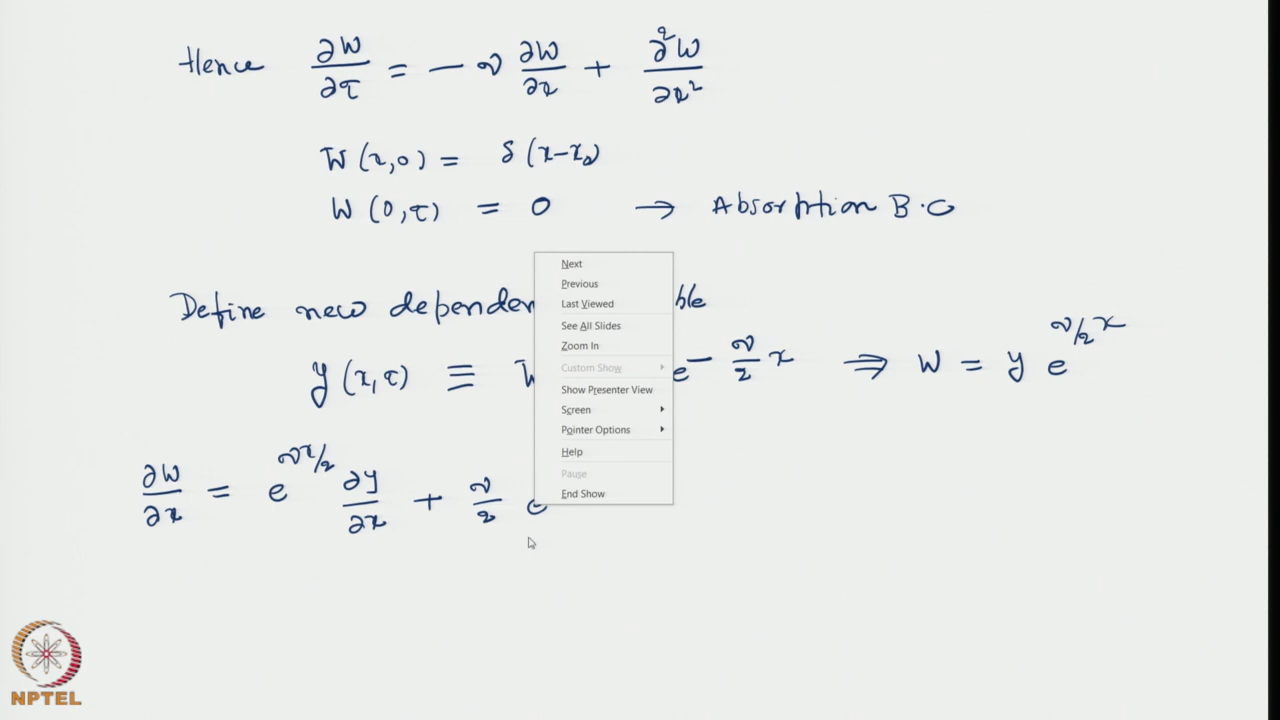 Hence ∂W/∂τ = − v ∂W/∂x + ∂²W/∂x²
W(x,0) = δ(x-x₀)
W(0,τ) = 0 → Absorption B.C
Define new dependen ble
y(x,τ) ≡ W e^{- v/2 x} ⇒ W = y e^{v/2 x}
∂W/∂x = e^{vx/2} ∂y/∂x + v/2 e
Next
Previous
Last Viewed
See All Slides
Zoom In
Custom Show
Show Presenter View
Screen
Pointer Options
Help
Pause
End Show
NPTEL